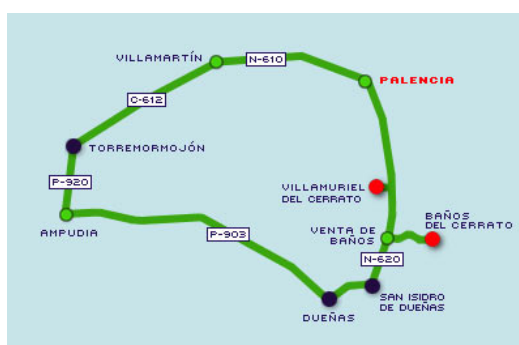 VILLAMARTÍN
N-610
PALENCIA
C-612
TORREMORMOJÓN
P-920
VILLAMURIEL
DEL CERRATO
AMPUDIA
P-903
VENTA DE
BAÑOS
BAÑOS
DEL CERRATO
N-620
SAN ISIDRO
DE DUEÑAS
DUEÑAS